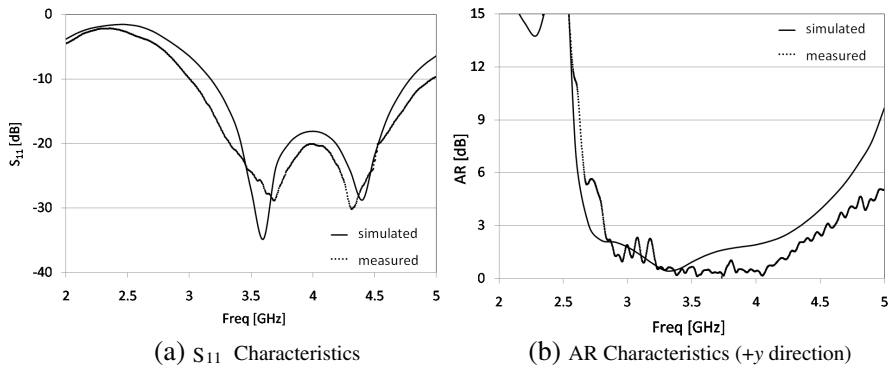 0
-10
-20
-30
-40
S11 [dB]
simulated
measured
2 2.5 3 3.5 4 4.5 5
Freq [GHz]
(a) S11 Characteristics
15
12
9
6
3
0
AR [dB]
simulated
measured
2 2.5 3 3.5 4 4.5 5
Freq [GHz]
(b) AR Characteristics (+y direction)